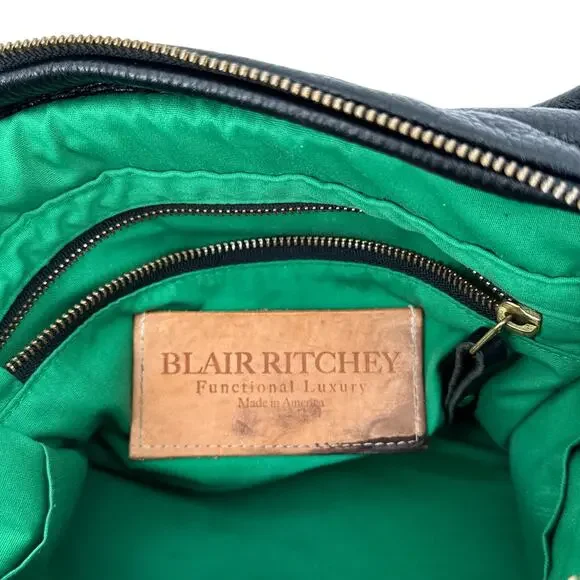 BLAIR RITCHEY
Functional Luxury
Made in America